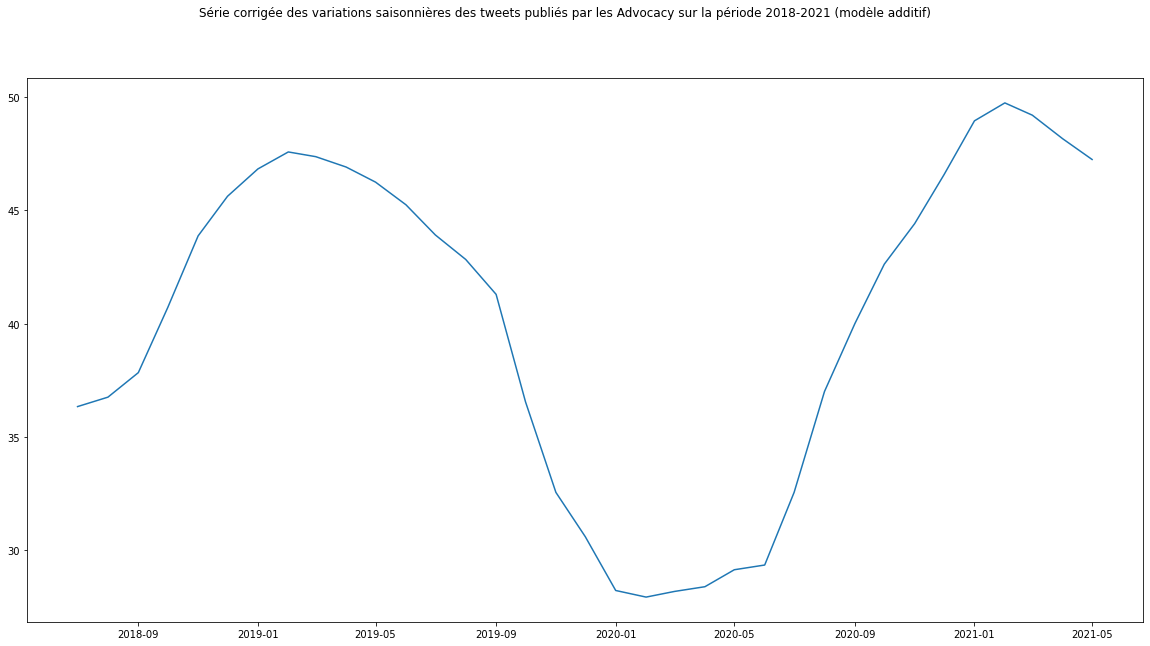 Série corrigée des variations saisonnières des tweets publiés par les Advocacy sur la période 2018-2021 (modèle additif)
50
45
40
35
30
2018-09 2019-01 2019-05 2019-09 2020-01 2020-05 2020-09 2021-01 2021-05